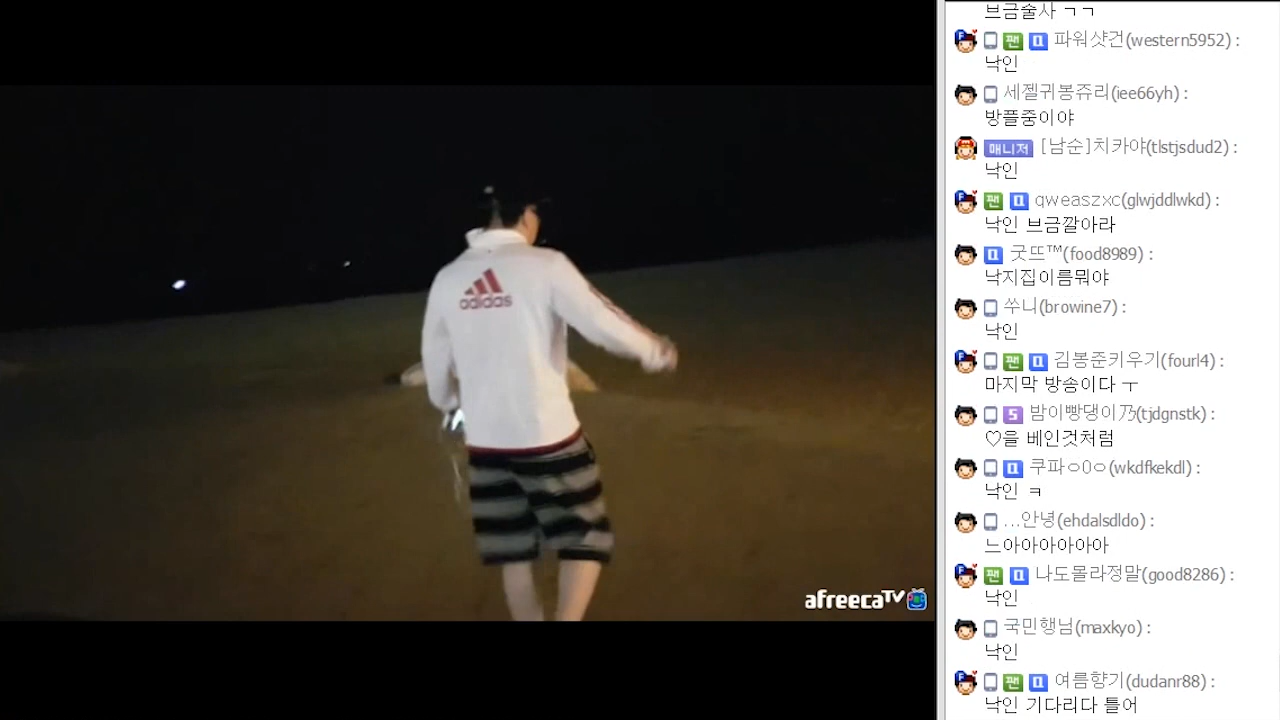 adidas
afreecaTV
브금술사 ㄱㄱ
팬 파워샷건(western5952) :
낙인
세젤귀봉쥬리(iee66yh) :
방플중이야
매니저 [남순]치카야(tlstjsdud2) :
낙인
팬 qweaszxc(glwjddlwkd) :
낙인 브금깔아라
굿뜨™(food8989) :
낙지집이름뭐야
쑤니(browine7) :
낙인
팬 김봉준키우기(fourl4) :
마지막 방송이다 ㅜ
S 밤이빵댕이乃(tjdgnstk) :
♡을 베인것처럼
쿠파ㅇ0ㅇ(wkdfkekdl) :
낙인 ㅋ
...안녕(ehdalsdldo) :
느아아아아아아
팬 나도몰라정말(good8286) :
낙인
국민행님(maxkyo) :
낙인
팬 여름향기(dudanr88) :
낙인 기다리다 틀어